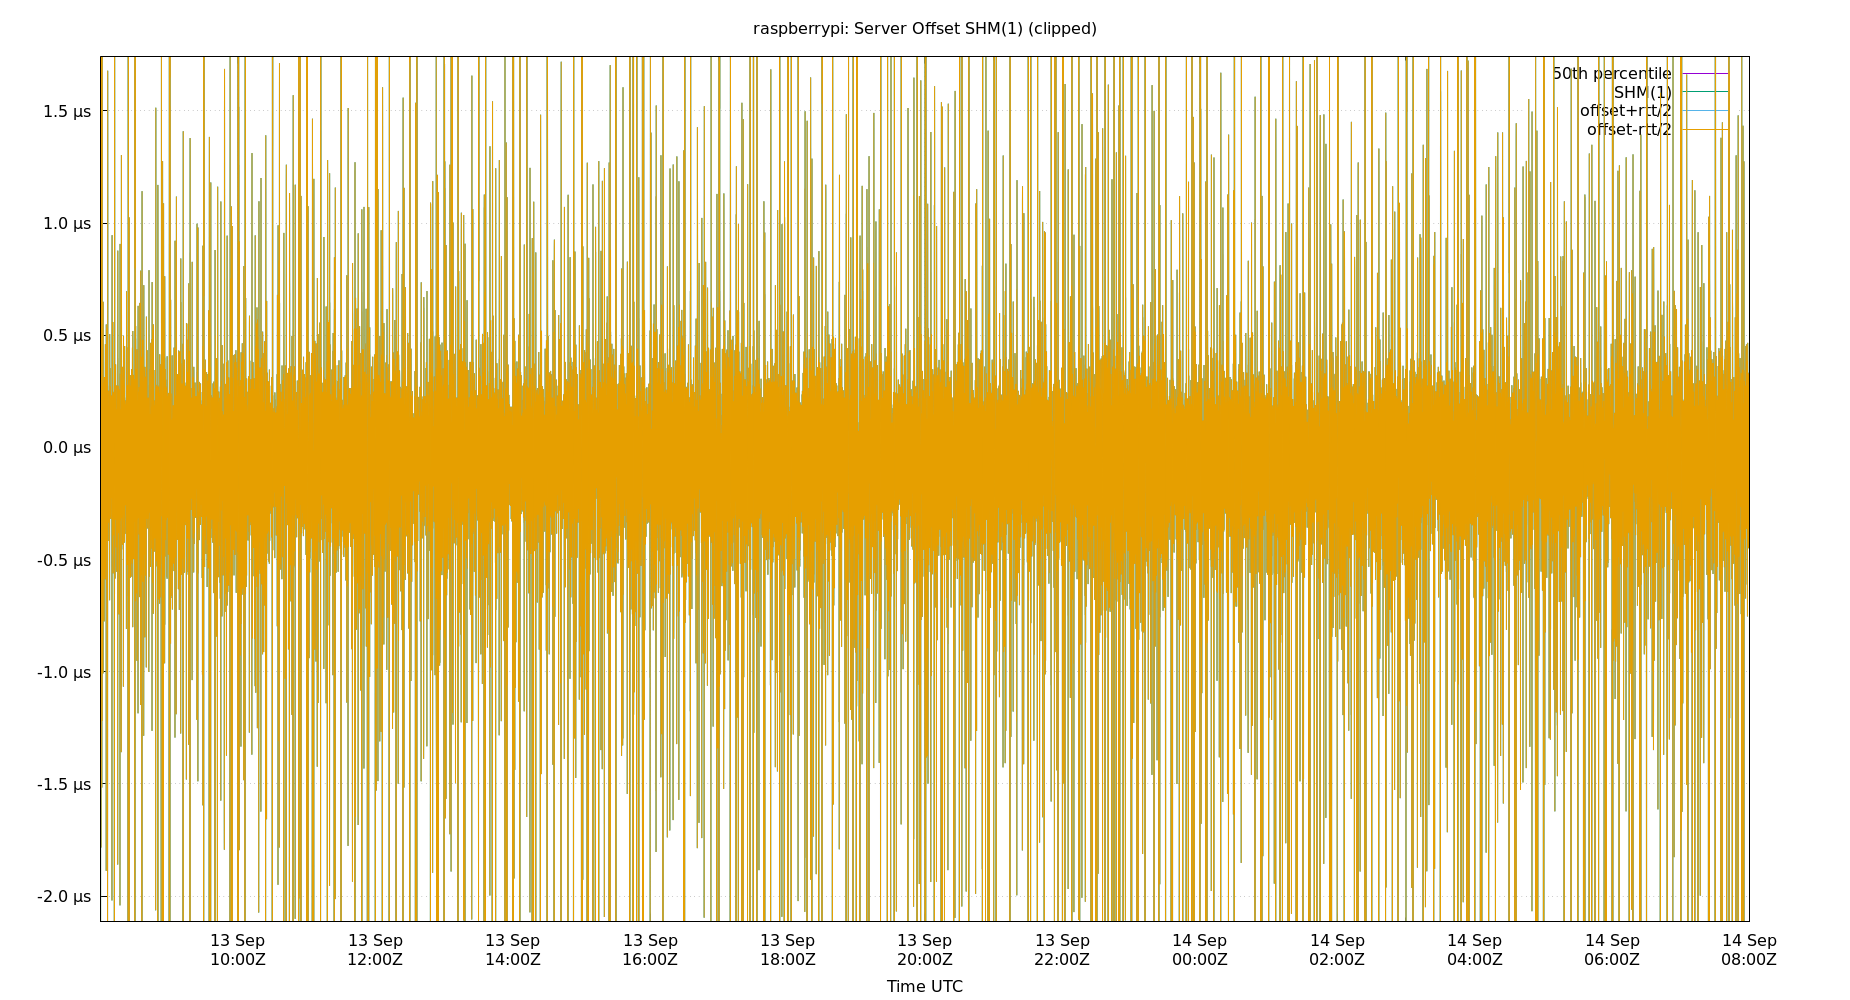 raspberrypi: Server Offset SHM(1) (clipped)
50th percentile
SHM(1)
offset+rtt/2
offset-rtt/2
1.5 µs
1.0 µs
0.5 µs
0.0 µs
-0.5 µs
-1.0 µs
-1.5 µs
-2.0 µs
13 Sep 13 Sep 13 Sep 13 Sep 13 Sep 13 Sep 13 Sep 14 Sep 14 Sep 14 Sep 14 Sep 14 Sep
10:00Z 12:00Z 14:00Z 16:00Z 18:00Z 20:00Z 22:00Z 00:00Z 02:00Z 04:00Z 06:00Z 08:00Z
Time UTC